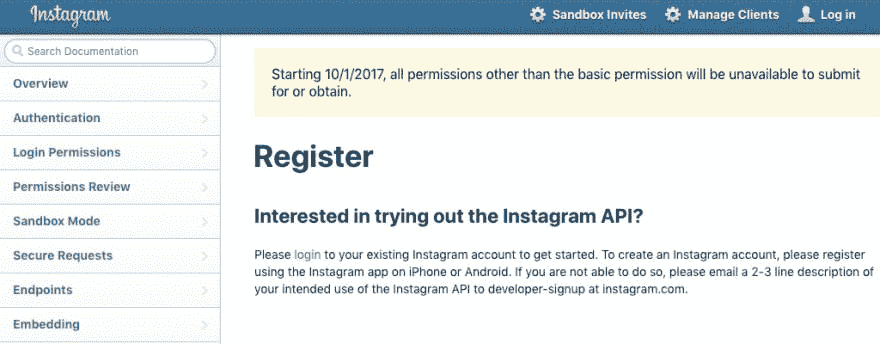 Instagram
Sandbox Invites
Manage Clients
Log in
Search Documentation
Overview
Authentication
Login Permissions
Permissions Review
Sandbox Mode
Secure Requests
Endpoints
Embedding
Starting 10/1/2017, all permissions other than the basic permission will be unavailable to submit
for or obtain.
Register
Interested in trying out the Instagram API?
Please login to your existing Instagram account to get started. To create an Instagram account, please register
using the Instagram app on iPhone or Android. If you are not able to do so, please email a 2-3 line description of
your intended use of the Instagram API to developer-signup at instagram.com.